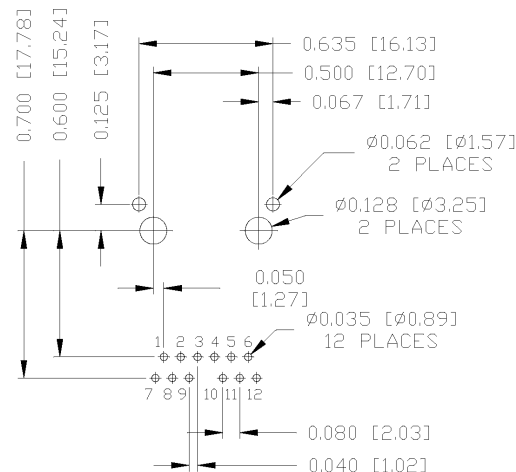 0.635 [16.13]
0.500 [12.70]
0.067 [1.71]
0.700 [17.78]
0.600 [15.24]
0.125 [3.17]
Ø0.062 [Ø1.57]
2 PLACES
Ø0.128 [Ø3.25]
2 PLACES
0.050
[1.27]
Ø0.035 [Ø0.89]
12 PLACES
1 2 3 4 5 6
7 8 9 10 11 12
0.080 [2.03]
0.040 [1.02]